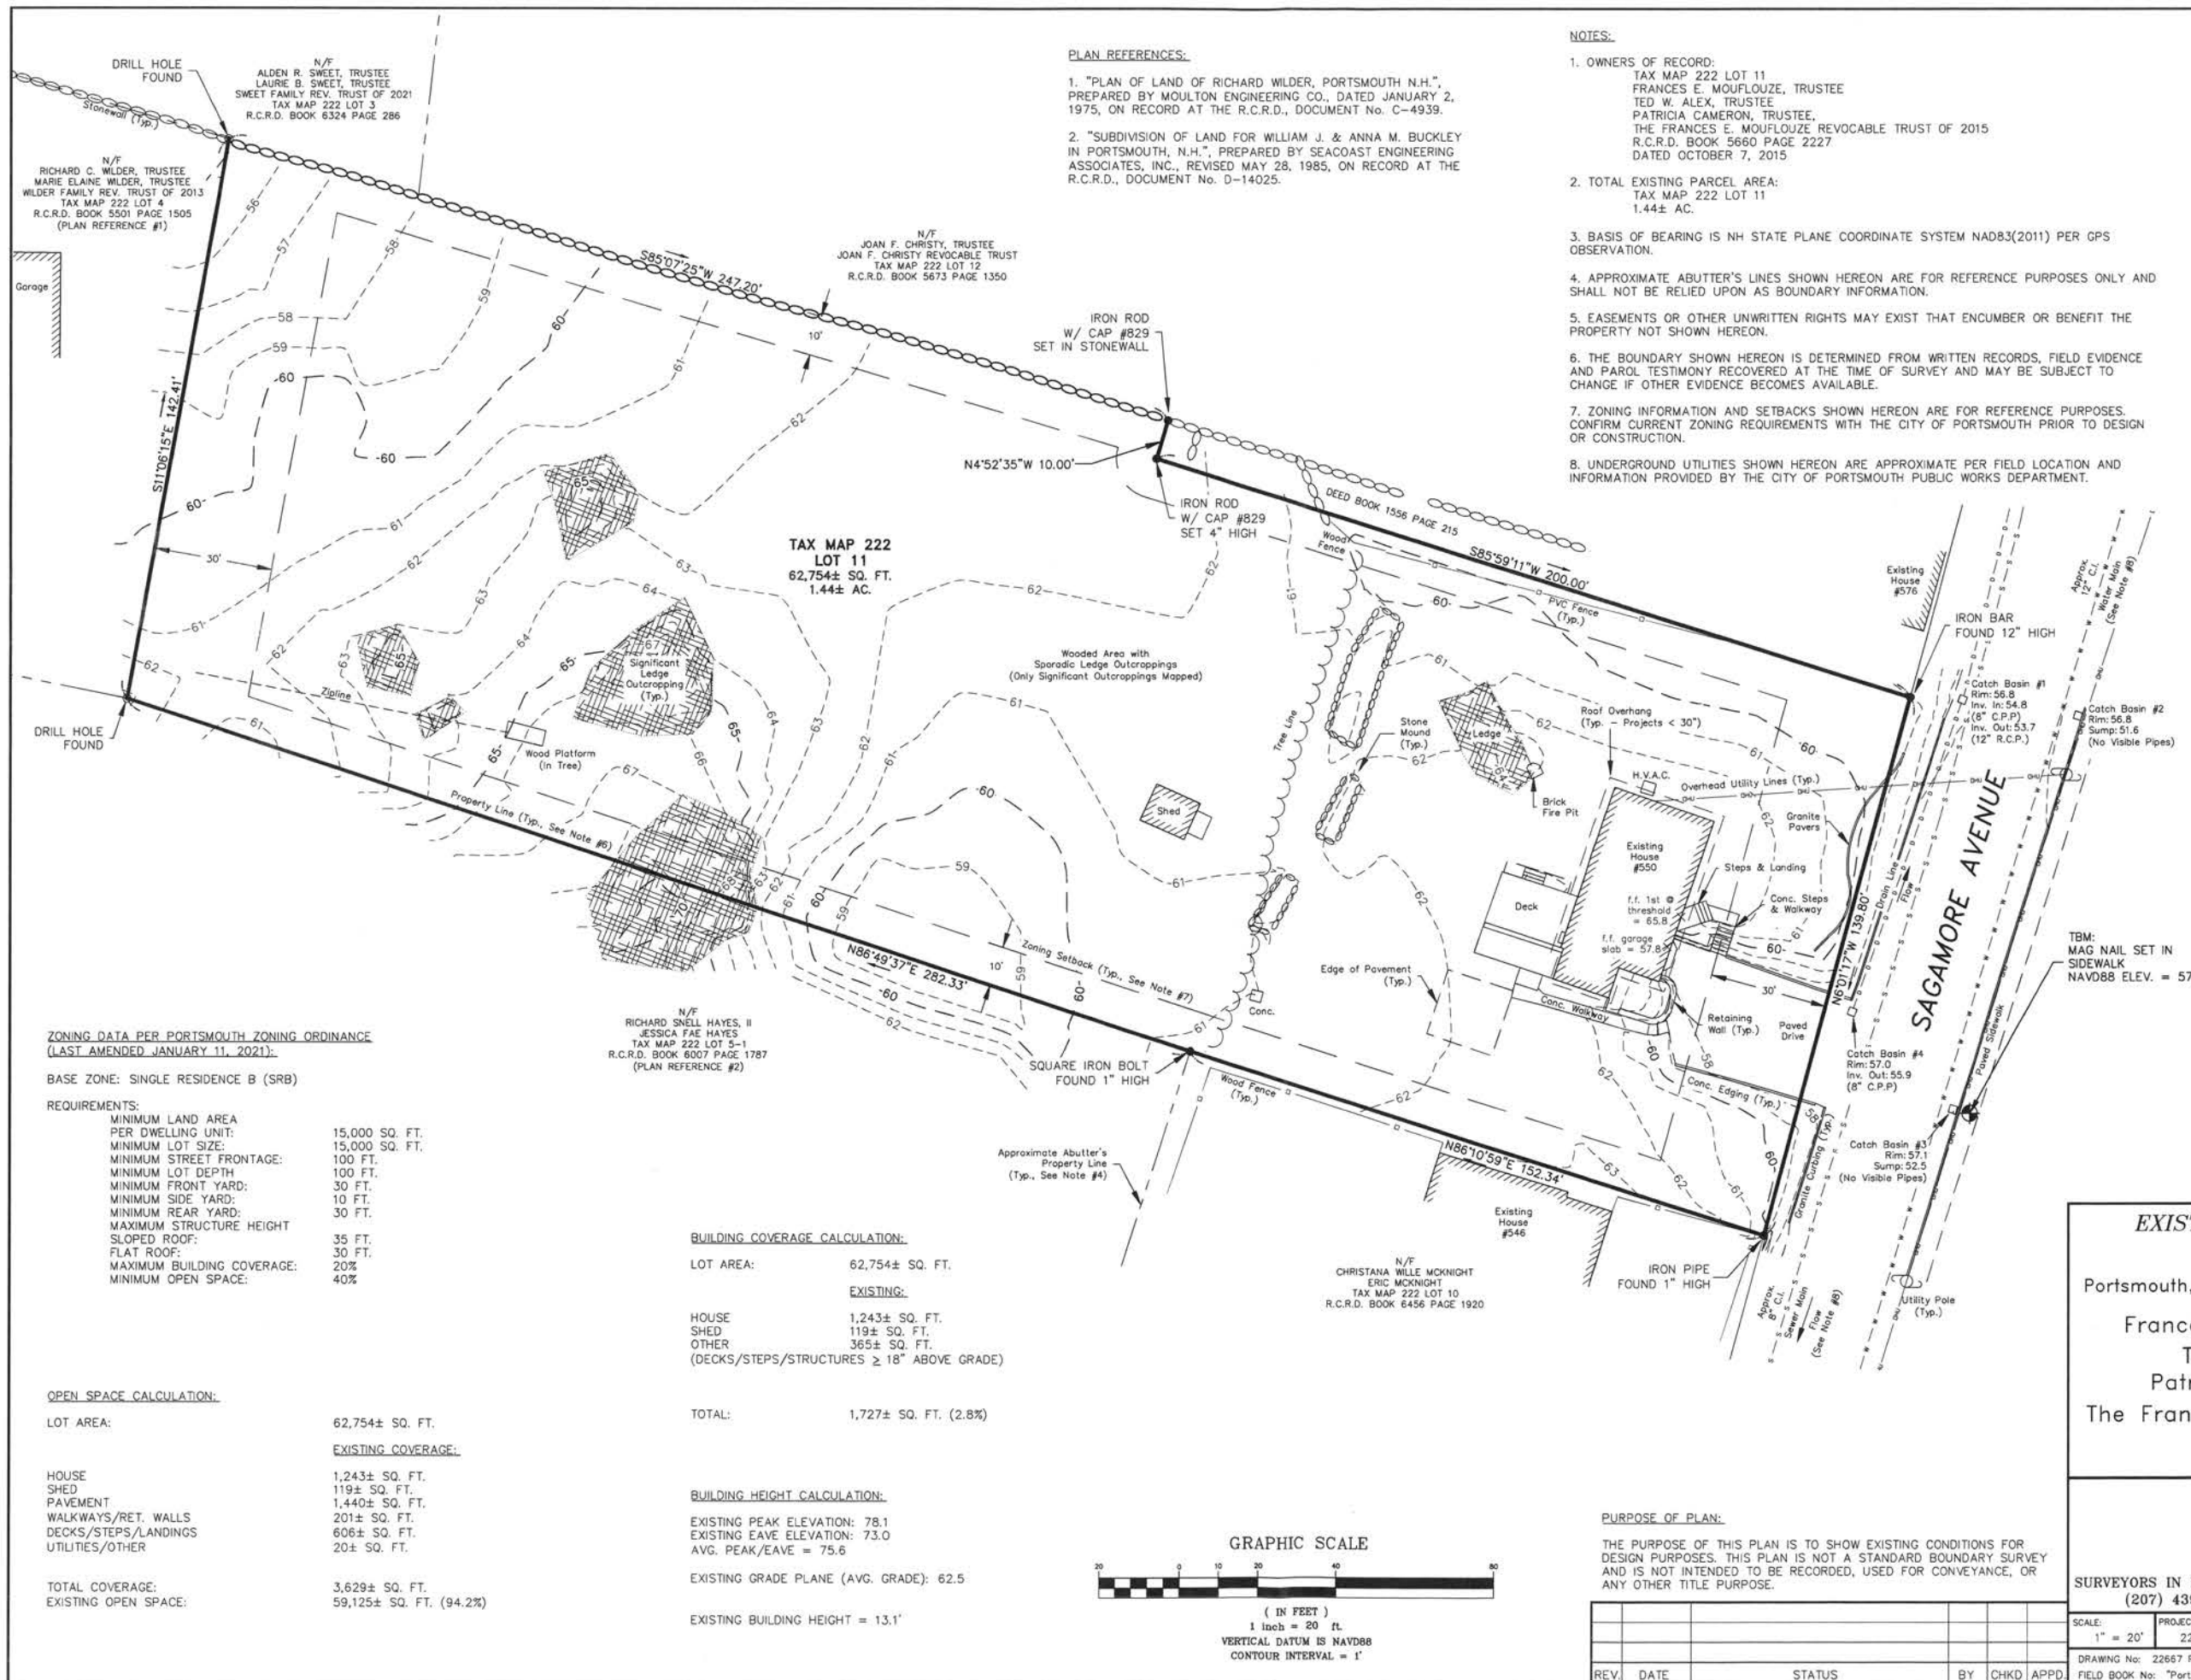 DRILL HOLE
FOUND
N/F
ALDEN R. SWEET, TRUSTEE
LAURIE B. SWEET, TRUSTEE
SWEET FAMILY REV. TRUST OF 2021
TAX MAP 222 LOT 3
R.C.R.D. BOOK 6324 PAGE 286
Stonewall (Typ.)
N/F
RICHARD C. WILDER, TRUSTEE
MARIE ELAINE WILDER, TRUSTEE
WILDER FAMILY REV. TRUST OF 2013
TAX MAP 222 LOT 4
R.C.R.D. BOOK 5501 PAGE 1505
(PLAN REFERENCE #1)
Garage
PLAN REFERENCES:
1. "PLAN OF LAND OF RICHARD WILDER, PORTSMOUTH N.H.",
PREPARED BY MOULTON ENGINEERING CO., DATED JANUARY 2,
1975, ON RECORD AT THE R.C.R.D., DOCUMENT No. C-4939.
2. "SUBDIVISION OF LAND FOR WILLIAM J. & ANNA M. BUCKLEY
IN PORTSMOUTH, N.H.", PREPARED BY SEACOAST ENGINEERING
ASSOCIATES, INC., REVISED MAY 28, 1985, ON RECORD AT THE
R.C.R.D., DOCUMENT No. D-14025.
NOTES:
1. OWNERS OF RECORD:
TAX MAP 222 LOT 11
FRANCES E. MOUFLOUZE, TRUSTEE
TED W. ALEX, TRUSTEE
PATRICIA CAMERON, TRUSTEE,
THE FRANCES E. MOUFLOUZE REVOCABLE TRUST OF 2015
R.C.R.D. BOOK 5660 PAGE 2227
DATED OCTOBER 7, 2015
2. TOTAL EXISTING PARCEL AREA:
TAX MAP 222 LOT 11
1.44± AC.
3. BASIS OF BEARING IS NH STATE PLANE COORDINATE SYSTEM NAD83(2011) PER GPS
OBSERVATION.
4. APPROXIMATE ABUTTER'S LINES SHOWN HEREON ARE FOR REFERENCE PURPOSES ONLY AND
SHALL NOT BE RELIED UPON AS BOUNDARY INFORMATION.
5. EASEMENTS OR OTHER UNWRITTEN RIGHTS MAY EXIST THAT ENCUMBER OR BENEFIT THE
PROPERTY NOT SHOWN HEREON.
6. THE BOUNDARY SHOWN HEREON IS DETERMINED FROM WRITTEN RECORDS, FIELD EVIDENCE
AND PAROL TESTIMONY RECOVERED AT THE TIME OF SURVEY AND MAY BE SUBJECT TO
CHANGE IF OTHER EVIDENCE BECOMES AVAILABLE.
7. ZONING INFORMATION AND SETBACKS SHOWN HEREON ARE FOR REFERENCE PURPOSES.
CONFIRM CURRENT ZONING REQUIREMENTS WITH THE CITY OF PORTSMOUTH PRIOR TO DESIGN
OR CONSTRUCTION.
8. UNDERGROUND UTILITIES SHOWN HEREON ARE APPROXIMATE PER FIELD LOCATION AND
INFORMATION PROVIDED BY THE CITY OF PORTSMOUTH PUBLIC WORKS DEPARTMENT.
N/F
JOAN F. CHRISTY, TRUSTEE
JOAN F. CHRISTY REVOCABLE TRUST
TAX MAP 222 LOT 12
R.C.R.D. BOOK 5673 PAGE 1350
S85°07'25"W 247.20'
10'
IRON ROD
W/ CAP #829
SET IN STONEWALL
N4°52'35"W 10.00'
IRON ROD
W/ CAP #829
SET 4" HIGH
DEED BOOK 1556 PAGE 215
Wood Fence
S85°59'11"W 200.00'
PVC Fence
(Typ.)
Existing
House
#576
IRON BAR
FOUND 12" HIGH
Approx.
12" C.I.
Water Main
(See Note #8)
S11°06'15"E 142.41'
30'
TAX MAP 222
LOT 11
62,754± SQ. FT.
1.44± AC.
Wooded Area with
Sporadic Ledge Outcroppings
(Only Significant Outcroppings Mapped)
Significant
Ledge
Outcropping
(Typ.)
Zipline
Wood Platform
(In Tree)
DRILL HOLE
FOUND
Property Line (Typ., See Note #6)
Tree Line
Stone
Mound
(Typ.)
Ledge
Brick
Fire Pit
Shed
Roof Overhang
(Typ. - Projects < 30")
H.V.A.C.
Overhead Utility Lines (Typ.)
Granite
Pavers
Existing
House
#550
f.f. 1st @
threshold
= 65.8
f.f. garage
slab = 57.8
Steps & Landing
Conc. Steps
& Walkway
Deck
Catch Basin #1
Rim: 56.8
Inv. In: 54.8
(8" C.P.P)
Inv. Out: 53.7
(12" R.C.P.)
Catch Basin #2
Rim: 56.8
Sump: 51.6
(No Visible Pipes)
Drain Line
Flow
SAGAMORE AVENUE
N6°01'17"W 139.80'
TBM:
MAG NAIL SET IN
SIDEWALK
NAVD88 ELEV. = 57
Paved Sidewalk
Edge of Pavement
(Typ.)
Conc. Walkway
Retaining
Wall (Typ.)
Paved
Drive
30'
Catch Basin #4
Rim: 57.0
Inv. Out: 55.9
(8" C.P.P)
Conc. Edging (Typ.)
Granite Curbing (Typ.)
Catch Basin #3
Rim: 57.1
Sump: 52.5
(No Visible Pipes)
Utility Pole
(Typ.)
N86°49'37"E 282.33'
10'
Zoning Setback (Typ., See Note #7)
Conc.
SQUARE IRON BOLT
FOUND 1" HIGH
Wood Fence
(Typ.)
N86°10'59"E 152.34'
Existing
House
#546
IRON PIPE
FOUND 1" HIGH
Approx.
8" C.I.
Sewer Main
Flow
(See Note #8)
N/F
RICHARD SNELL HAYES, II
JESSICA FAE HAYES
TAX MAP 222 LOT 5-1
R.C.R.D. BOOK 6007 PAGE 1787
(PLAN REFERENCE #2)
Approximate Abutter's
Property Line
(Typ., See Note #4)
N/F
CHRISTANA WILLE MCKNIGHT
ERIC MCKNIGHT
TAX MAP 222 LOT 10
R.C.R.D. BOOK 6456 PAGE 1920
ZONING DATA PER PORTSMOUTH ZONING ORDINANCE
(LAST AMENDED JANUARY 11, 2021):
BASE ZONE: SINGLE RESIDENCE B (SRB)
REQUIREMENTS:
MINIMUM LAND AREA
PER DWELLING UNIT: 15,000 SQ. FT.
MINIMUM LOT SIZE: 15,000 SQ. FT.
MINIMUM STREET FRONTAGE: 100 FT.
MINIMUM LOT DEPTH 100 FT.
MINIMUM FRONT YARD: 30 FT.
MINIMUM SIDE YARD: 10 FT.
MINIMUM REAR YARD: 30 FT.
MAXIMUM STRUCTURE HEIGHT
SLOPED ROOF: 35 FT.
FLAT ROOF: 30 FT.
MAXIMUM BUILDING COVERAGE: 20%
MINIMUM OPEN SPACE: 40%
OPEN SPACE CALCULATION:
LOT AREA: 62,754± SQ. FT.
EXISTING COVERAGE:
HOUSE 1,243± SQ. FT.
SHED 119± SQ. FT.
PAVEMENT 1,440± SQ. FT.
WALKWAYS/RET. WALLS 201± SQ. FT.
DECKS/STEPS/LANDINGS 606± SQ. FT.
UTILITIES/OTHER 20± SQ. FT.
TOTAL COVERAGE: 3,629± SQ. FT.
EXISTING OPEN SPACE: 59,125± SQ. FT. (94.2%)
BUILDING COVERAGE CALCULATION:
LOT AREA: 62,754± SQ. FT.
EXISTING:
HOUSE 1,243± SQ. FT.
SHED 119± SQ. FT.
OTHER 365± SQ. FT.
(DECKS/STEPS/STRUCTURES ≥ 18" ABOVE GRADE)
TOTAL: 1,727± SQ. FT. (2.8%)
BUILDING HEIGHT CALCULATION:
EXISTING PEAK ELEVATION: 78.1
EXISTING EAVE ELEVATION: 73.0
AVG. PEAK/EAVE = 75.6
EXISTING GRADE PLANE (AVG. GRADE): 62.5
EXISTING BUILDING HEIGHT = 13.1'
GRAPHIC SCALE
20 0 10 20 40 80
( IN FEET )
1 inch = 20 ft.
VERTICAL DATUM IS NAVD88
CONTOUR INTERVAL = 1'
PURPOSE OF PLAN:
THE PURPOSE OF THIS PLAN IS TO SHOW EXISTING CONDITIONS FOR
DESIGN PURPOSES. THIS PLAN IS NOT A STANDARD BOUNDARY SURVEY
AND IS NOT INTENDED TO BE RECORDED, USED FOR CONVEYANCE, OR
ANY OTHER TITLE PURPOSE.
REV. DATE STATUS BY CHKD APPD.
EXIST
Portsmouth,
France
T
Patr
The Fran
SURVEYORS IN
(207) 439
SCALE: PROJEC
1" = 20' 22
DRAWING No: 22667
FIELD BOOK No: "Port